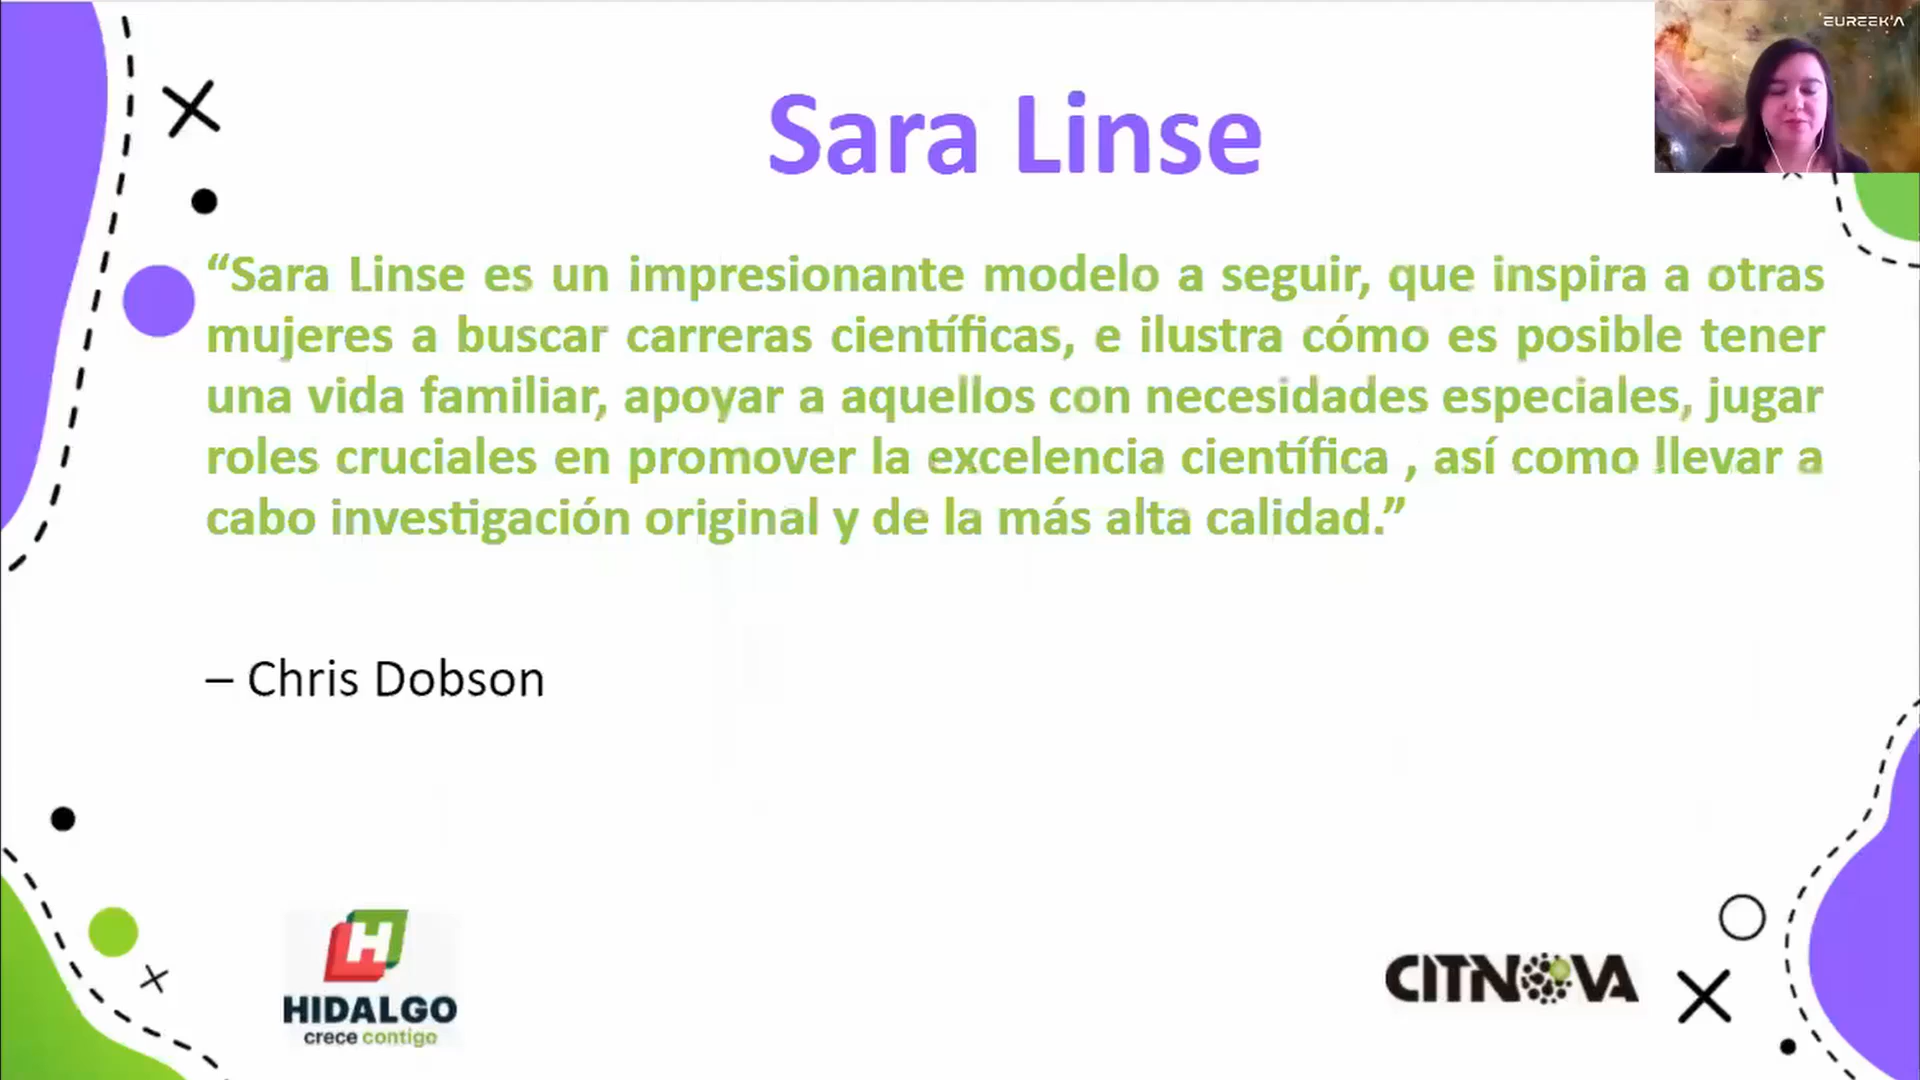 EUREEK'A
Sara Linse
“Sara Linse es un impresionante modelo a seguir, que inspira a otras
mujeres a buscar carreras científicas, e ilustra cómo es posible tener
una vida familiar, apoyar a aquellos con necesidades especiales, jugar
roles cruciales en promover la excelencia científica , así como llevar a
cabo investigación original y de la más alta calidad.”
– Chris Dobson
H
HIDALGO
crece contigo
CITNOVA